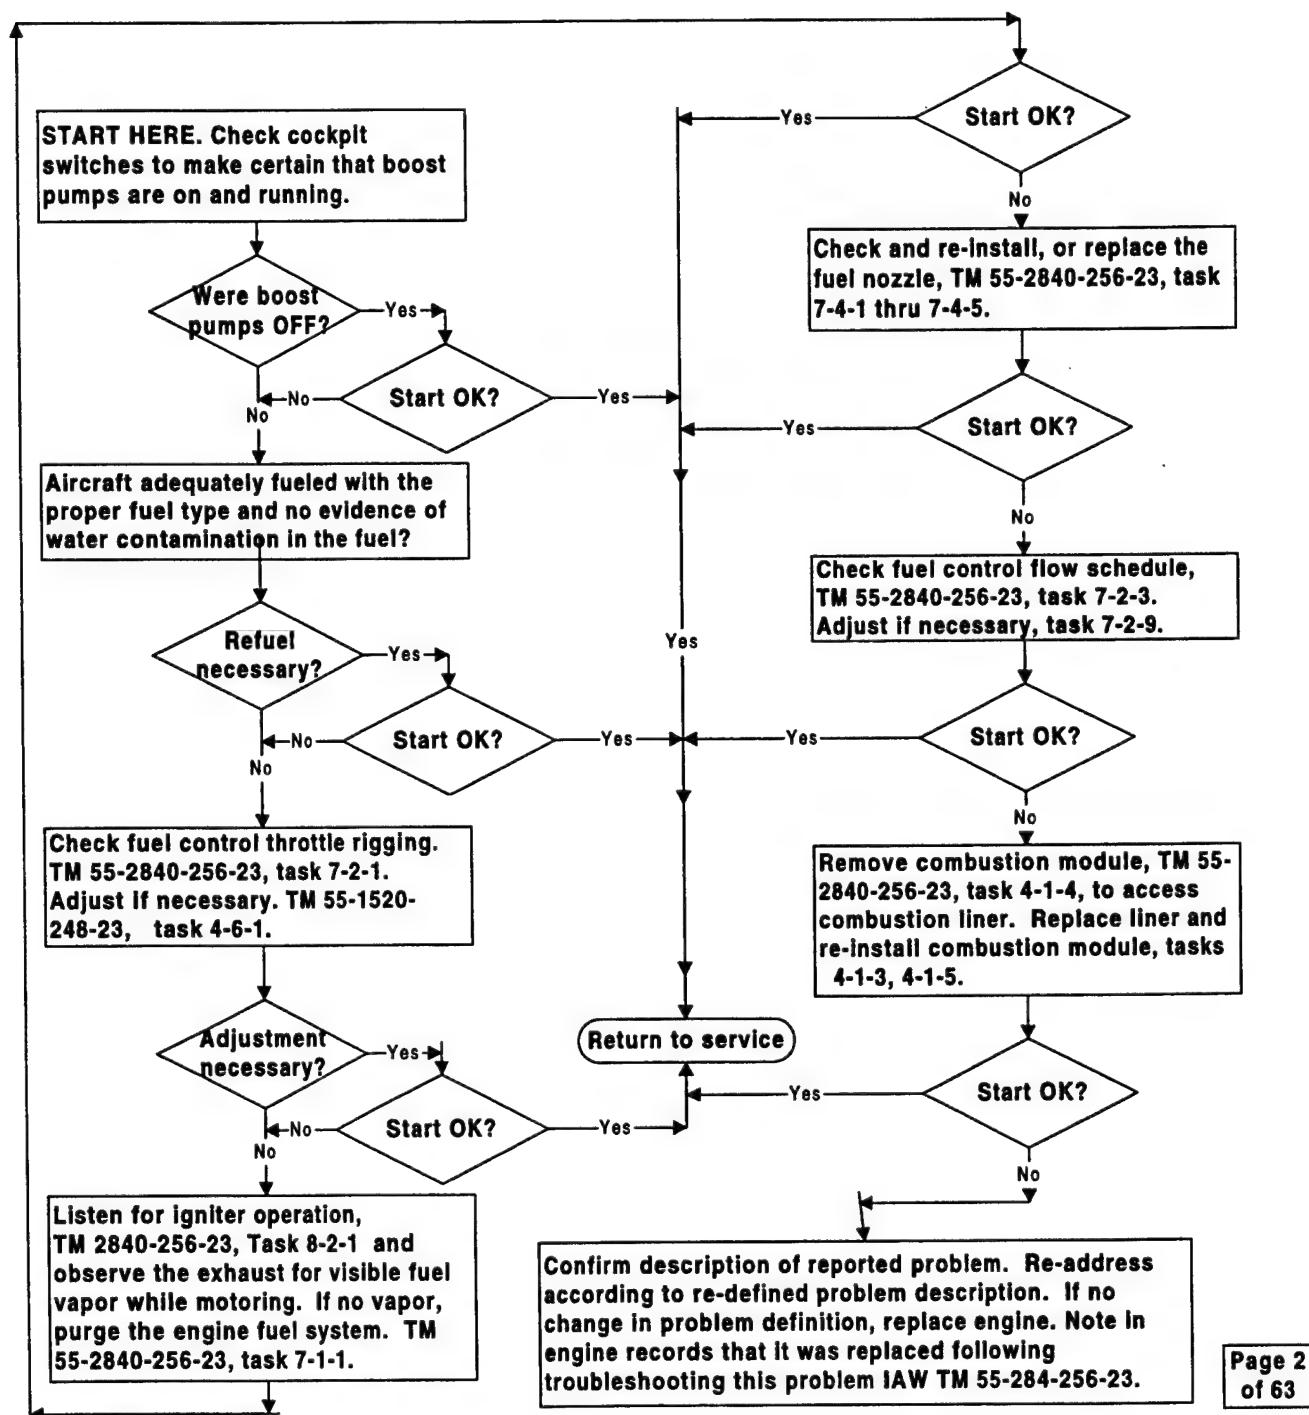 START HERE. Check cockpit
switches to make certain that boost
pumps are on and running.
Were boost
pumps OFF?
Yes
Start OK?
No
Yes
No
Aircraft adequately fueled with the
proper fuel type and no evidence of
water contamination in the fuel?
Refuel
necessary?
Yes
Start OK?
No
Yes
No
Check fuel control throttle rigging.
TM 55-2840-256-23, task 7-2-1.
Adjust if necessary. TM 55-1520-
248-23, task 4-6-1.
Adjustment
necessary?
Yes
Start OK?
No
Yes
No
Listen for igniter operation,
TM 2840-256-23, Task 8-2-1 and
observe the exhaust for visible fuel
vapor while motoring. If no vapor,
purge the engine fuel system. TM
55-2840-256-23, task 7-1-1.
Start OK?
Yes
No
Check and re-install, or replace the
fuel nozzle, TM 55-2840-256-23, task
7-4-1 thru 7-4-5.
Start OK?
Yes
No
Check fuel control flow schedule,
TM 55-2840-256-23, task 7-2-3.
Adjust if necessary, task 7-2-9.
Yes
Start OK?
Yes
No
Remove combustion module, TM 55-
2840-256-23, task 4-1-4, to access
combustion liner. Replace liner and
re-install combustion module, tasks
4-1-3, 4-1-5.
Return to service
Start OK?
Yes
No
Confirm description of reported problem. Re-address
according to re-defined problem description. If no
change in problem definition, replace engine. Note in
engine records that it was replaced following
troubleshooting this problem IAW TM 55-284-256-23.
Page 2
of 63